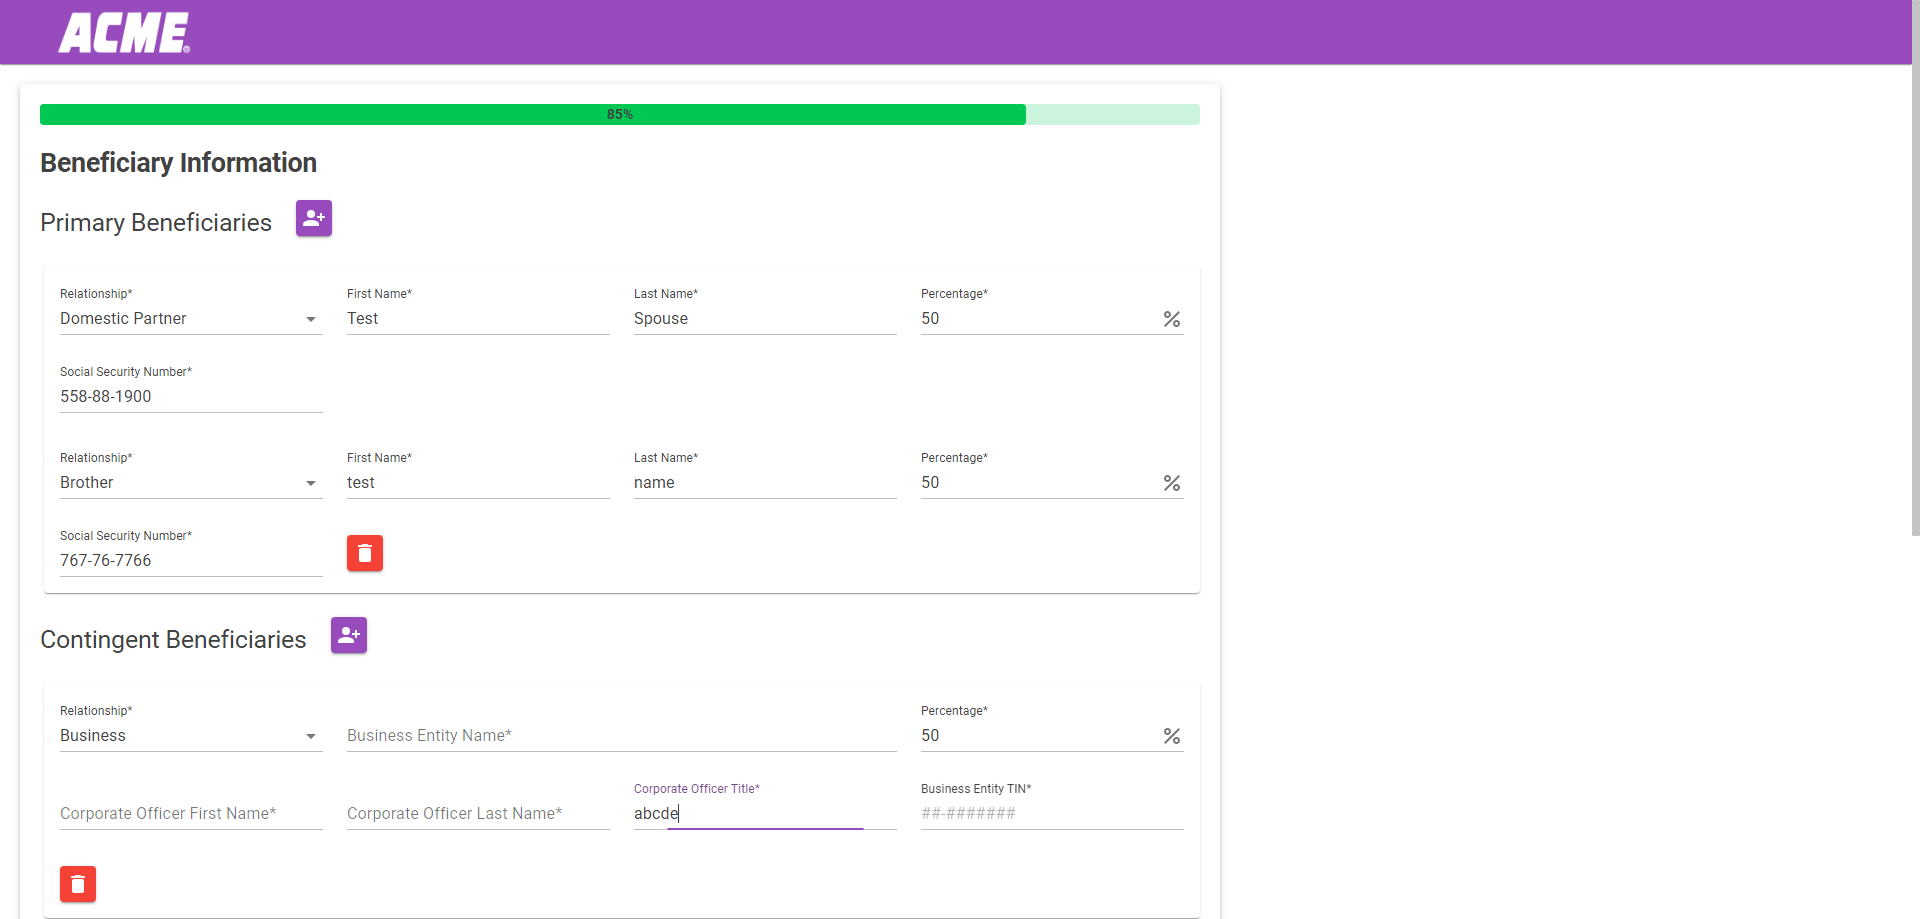 ACME®
85%
Beneficiary Information
Primary Beneficiaries
Relationship* First Name* Last Name* Percentage*
Domestic Partner Test Spouse 50 %
Social Security Number*
558-88-1900
Relationship* First Name* Last Name* Percentage*
Brother test name 50 %
Social Security Number*
767-76-7766
Contingent Beneficiaries
Relationship* Percentage*
Business Business Entity Name* 50 %
Corporate Officer Title* Business Entity TIN*
Corporate Officer First Name* Corporate Officer Last Name* abcde ##-#######